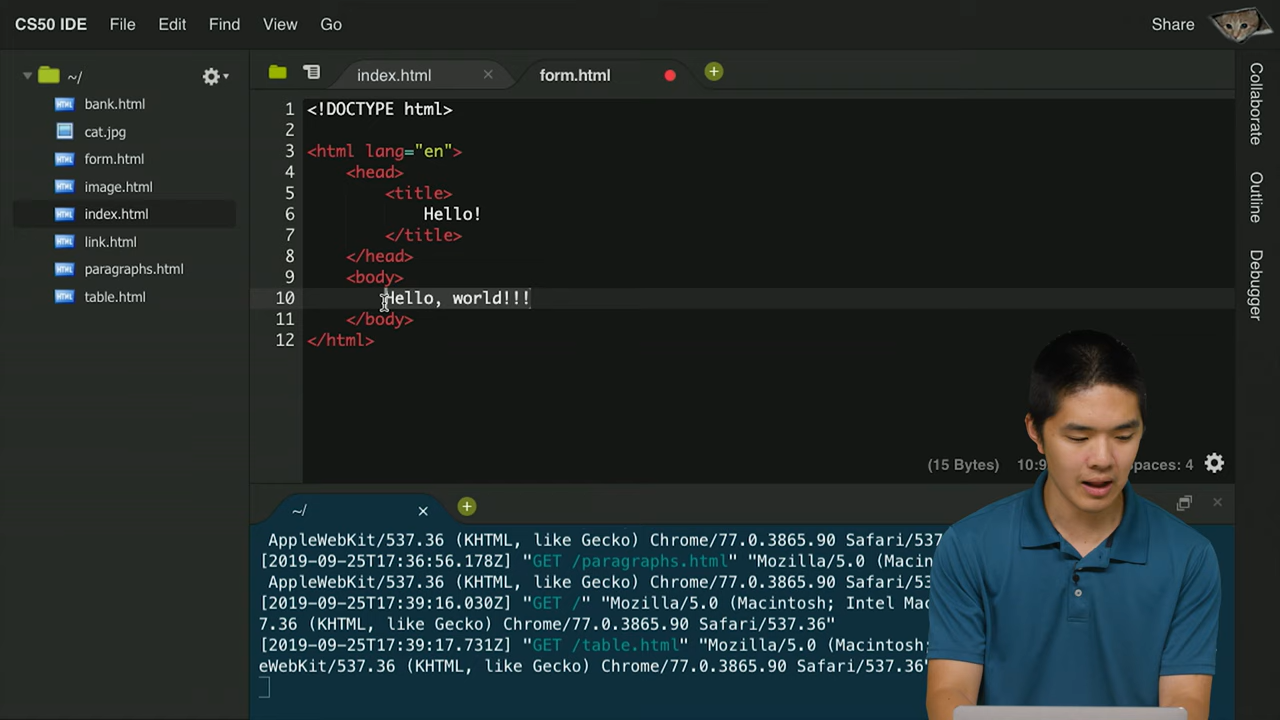 CS50 IDE File Edit Find View Go Share
~/
bank.html
cat.jpg
form.html
image.html
index.html
link.html
paragraphs.html
table.html
index.html form.html
1 <!DOCTYPE html>
2
3 <html lang="en">
4 <head>
5 <title>
6 Hello!
7 </title>
8 </head>
9 <body>
10 Hello, world!!!
11 </body>
12 </html>
(15 Bytes) 10:9 paces: 4
Collaborate
Outline
Debugger
~/
AppleWebKit/537.36 (KHTML, like Gecko) Chrome/77.0.3865.90 Safari/537
[2019-09-25T17:36:56.178Z] "GET /paragraphs.html" "Mozilla/5.0 (Macin
AppleWebKit/537.36 (KHTML, like Gecko) Chrome/77.0.3865.90 Safari/53
[2019-09-25T17:39:16.030Z] "GET /" "Mozilla/5.0 (Macintosh; Intel Mac
7.36 (KHTML, like Gecko) Chrome/77.0.3865.90 Safari/537.36"
[2019-09-25T17:39:17.731Z] "GET /table.html" "Mozilla/5.0 (Macintosh;
eWebKit/537.36 (KHTML, like Gecko) Chrome/77.0.3865.90 Safari/537.36"